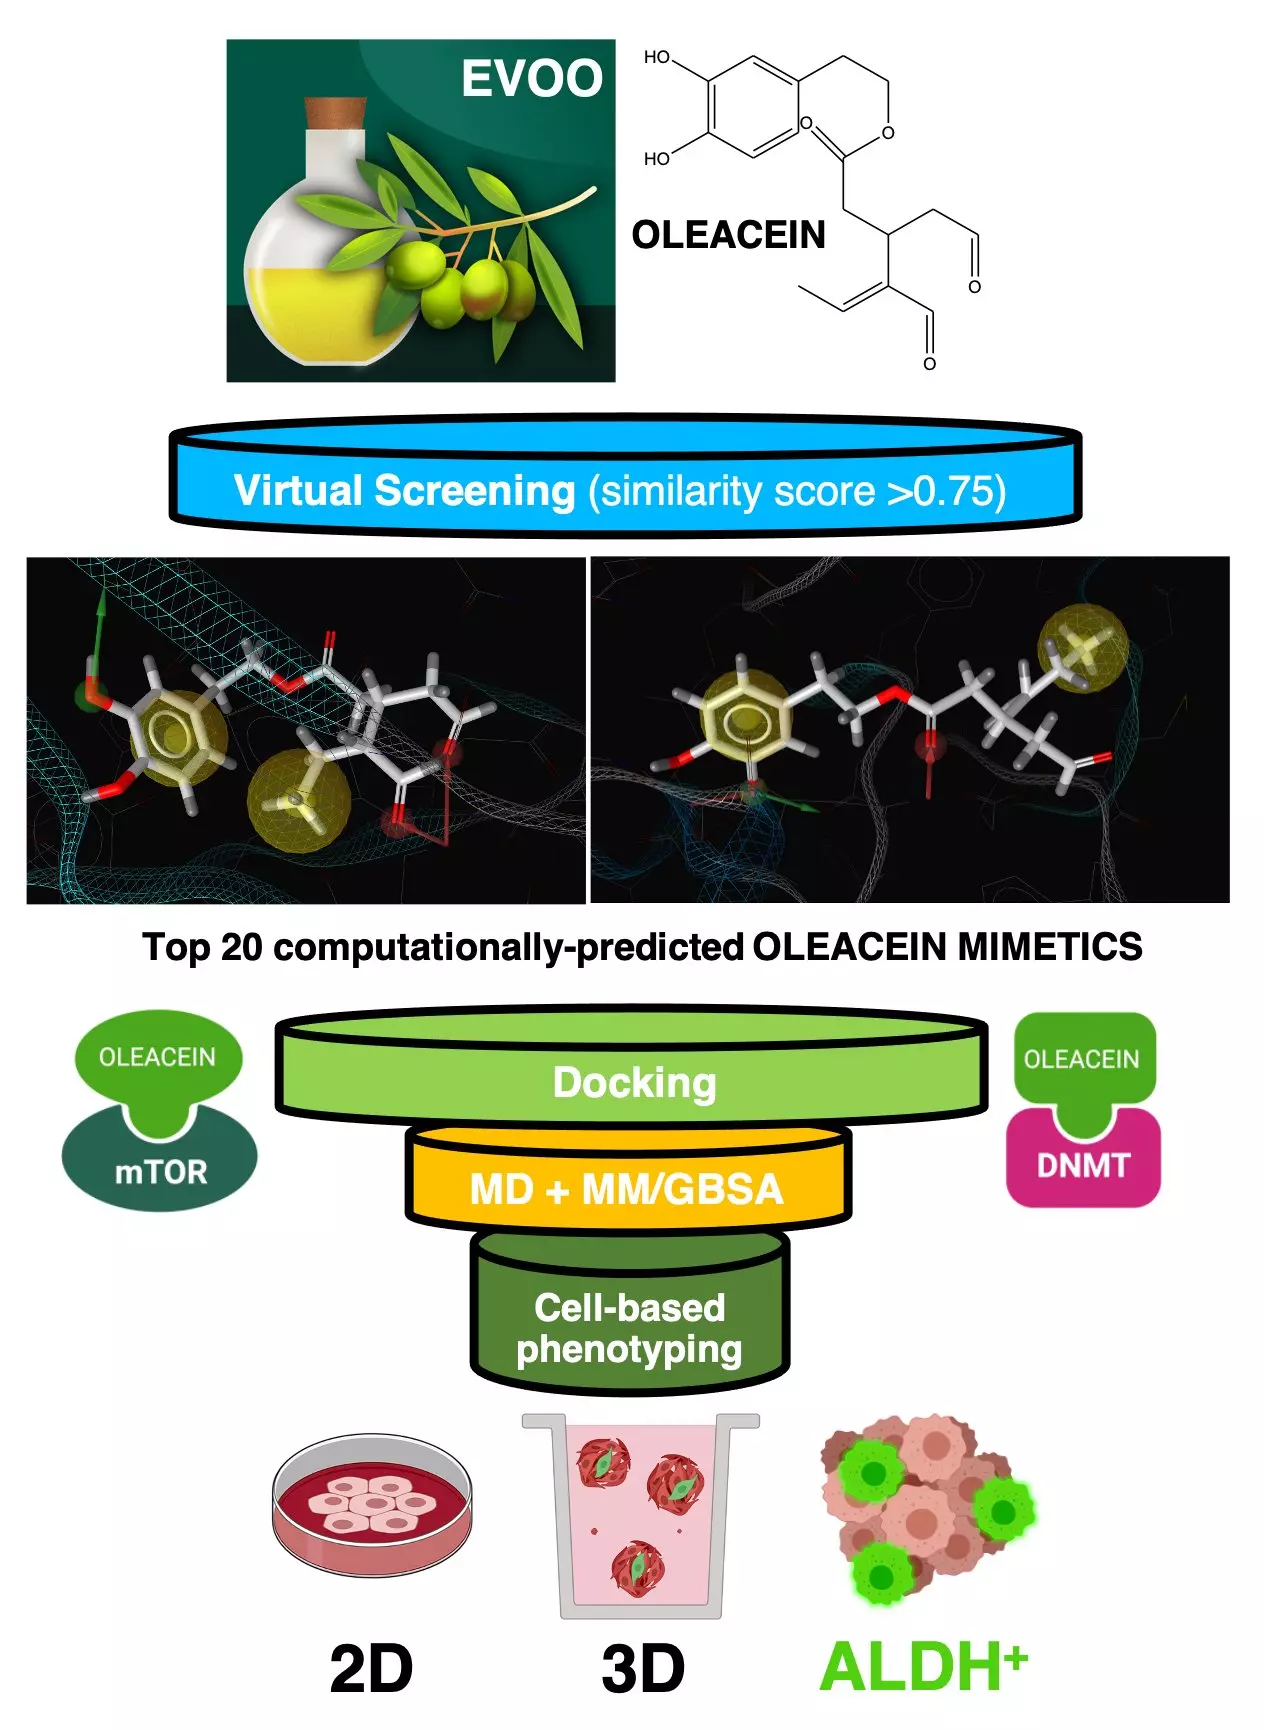 EVOO
HO
O
O
HO
OLEACEIN
O
O
Virtual Screening (similarity score >0.75)
Top 20 computationally-predicted OLEACEIN MIMETICS
OLEACEIN
mTOR
Docking
OLEACEIN
DNMT
MD + MM/GBSA
Cell-based
phenotyping
2D
3D
ALDH⁺